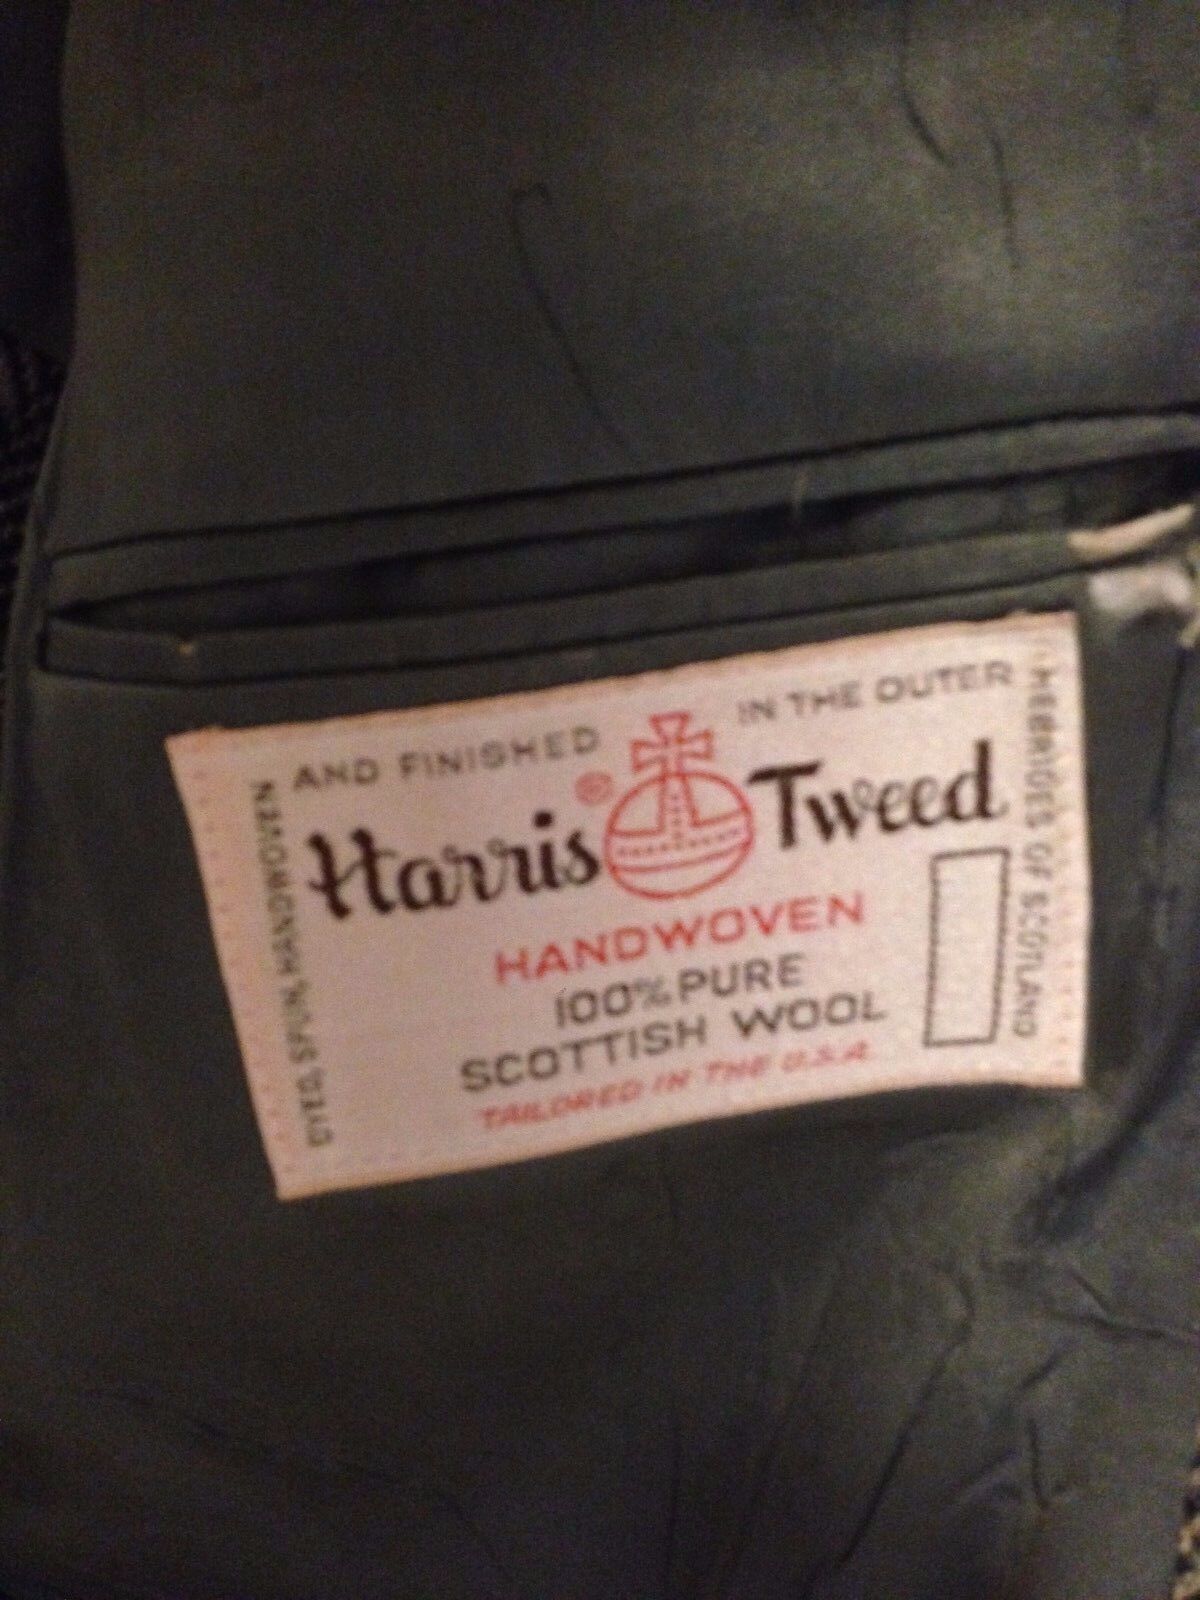 DYED, SPUN, HANDWOVEN
AND FINISHED
IN THE OUTER
HEBRIDES OF SCOTLAND
Harris ® Tweed
HANDWOVEN
100% PURE
SCOTTISH WOOL
TAILORED IN THE U.S.A.